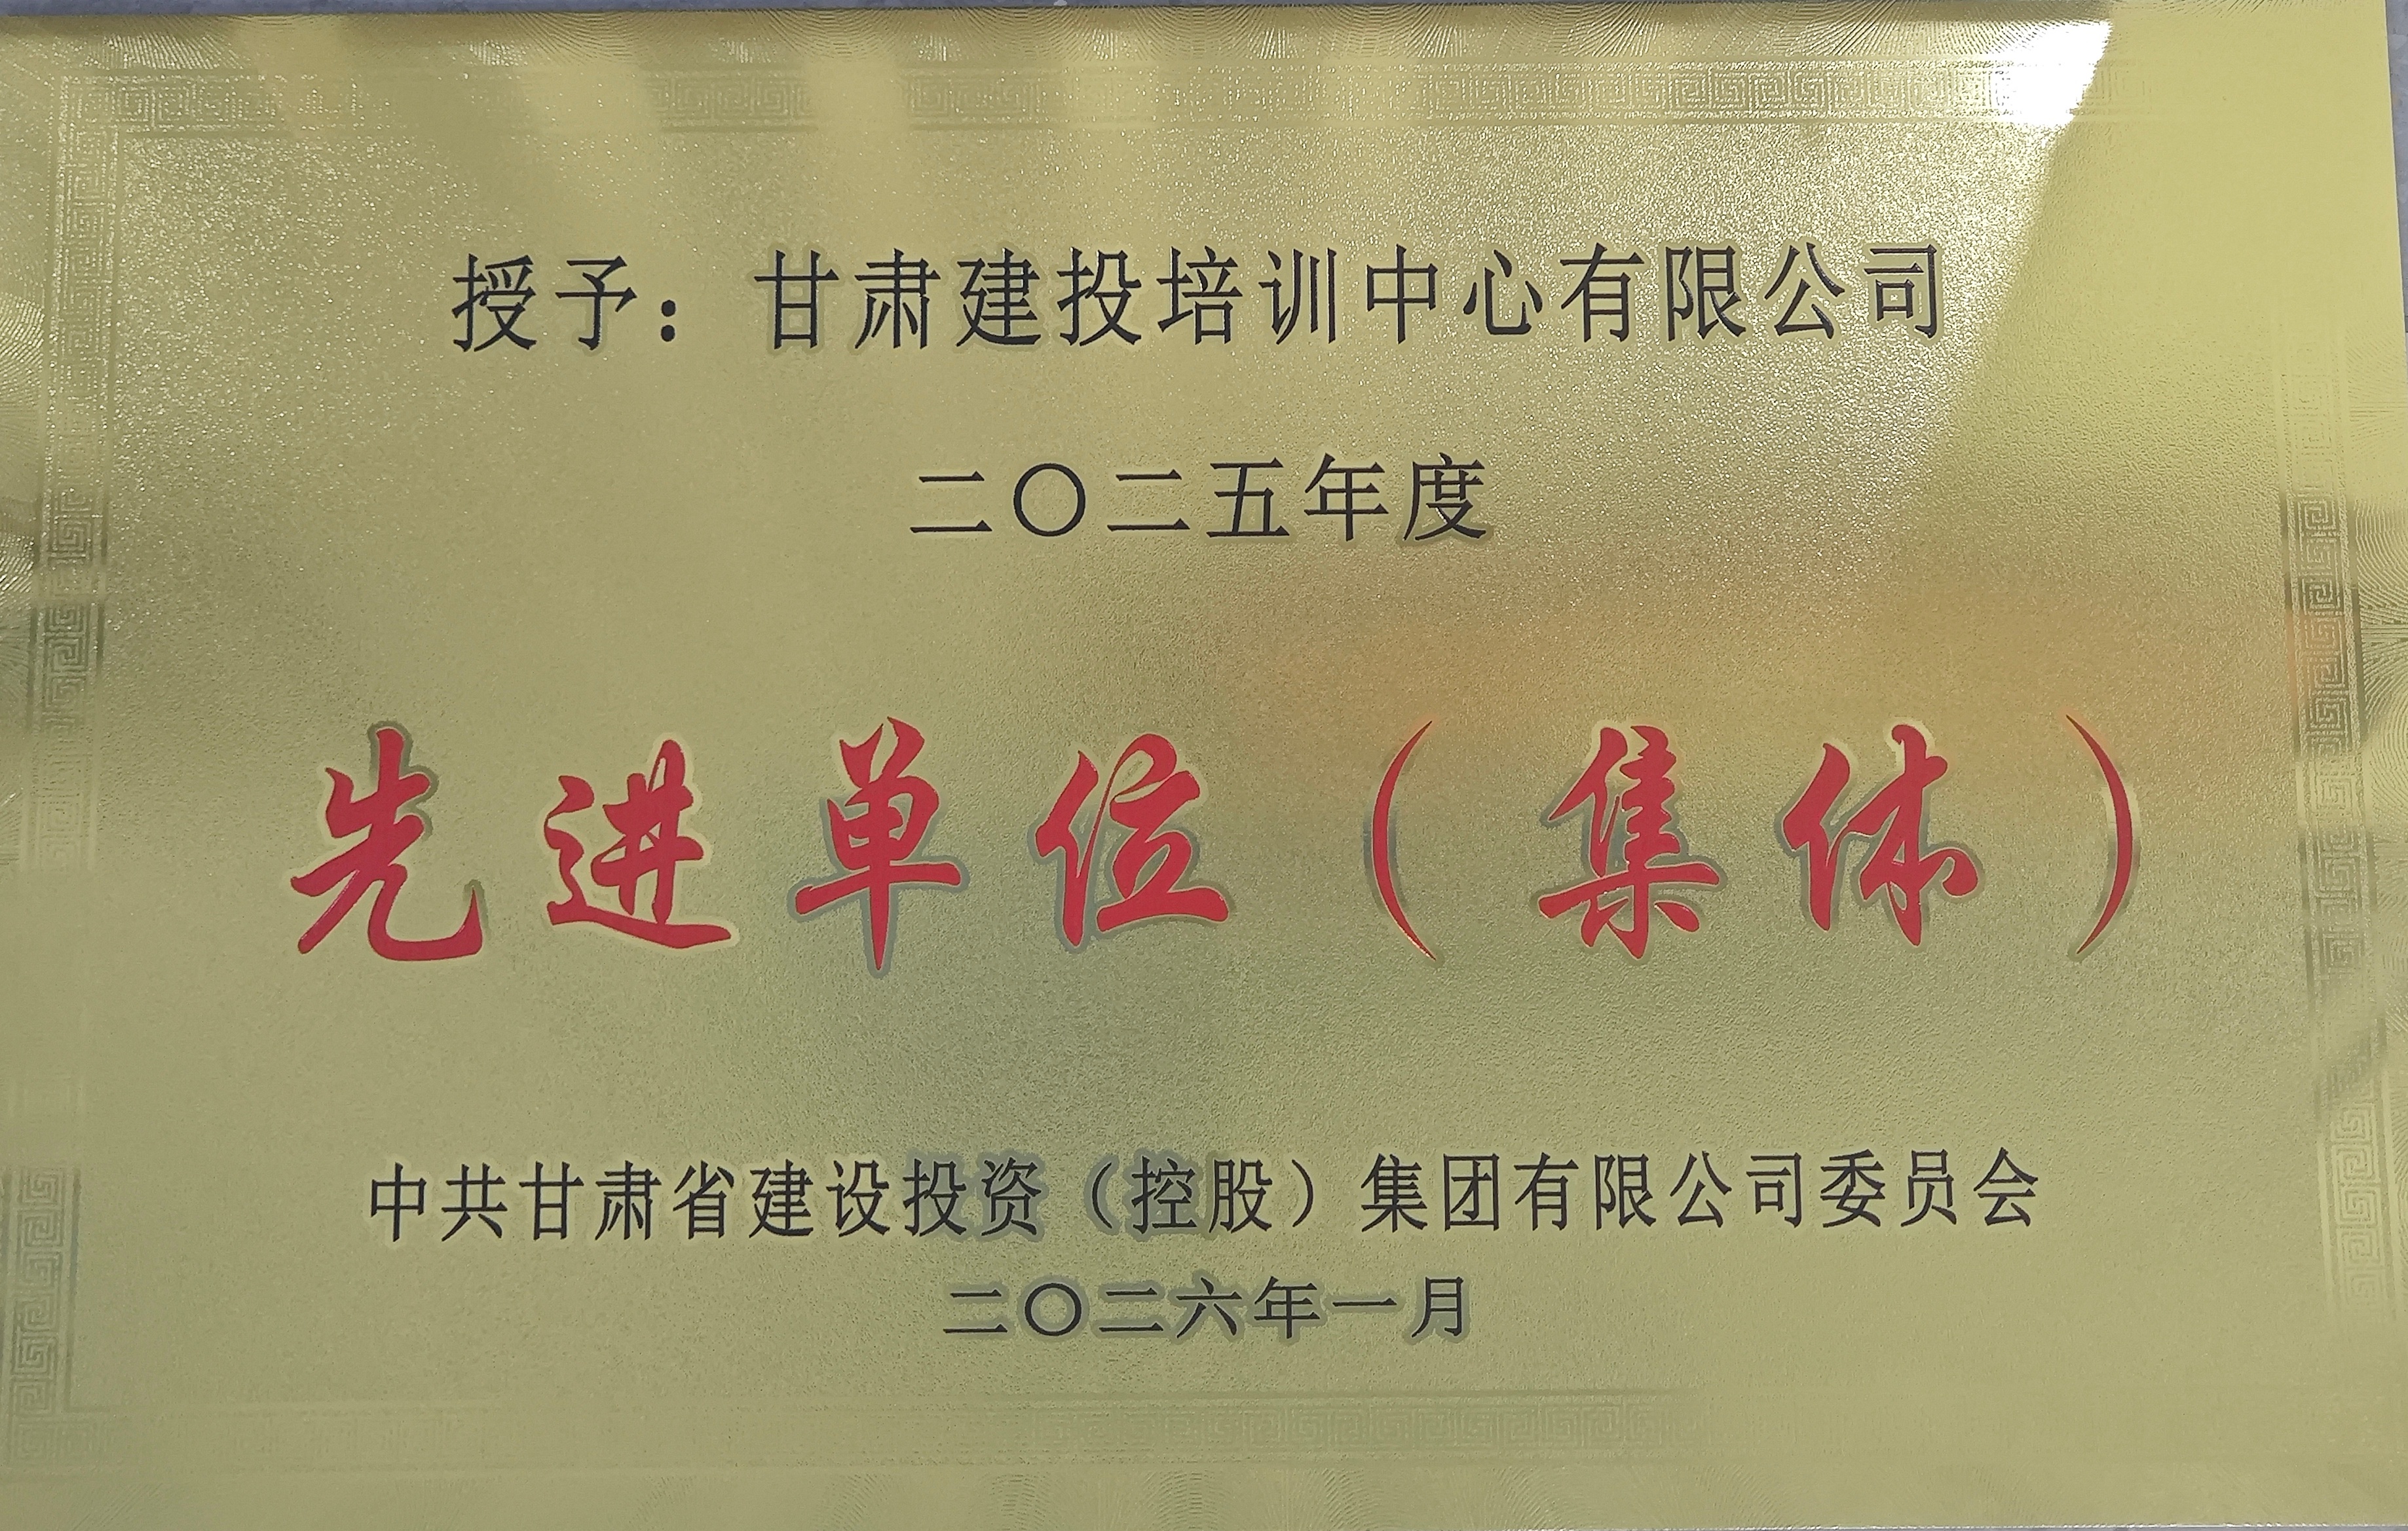 授予：甘肃建投培训中心有限公司
二〇二五年度
先进单位（集体）
中共甘肃省建设投资（控股）集团有限公司委员会
二〇二六年一月